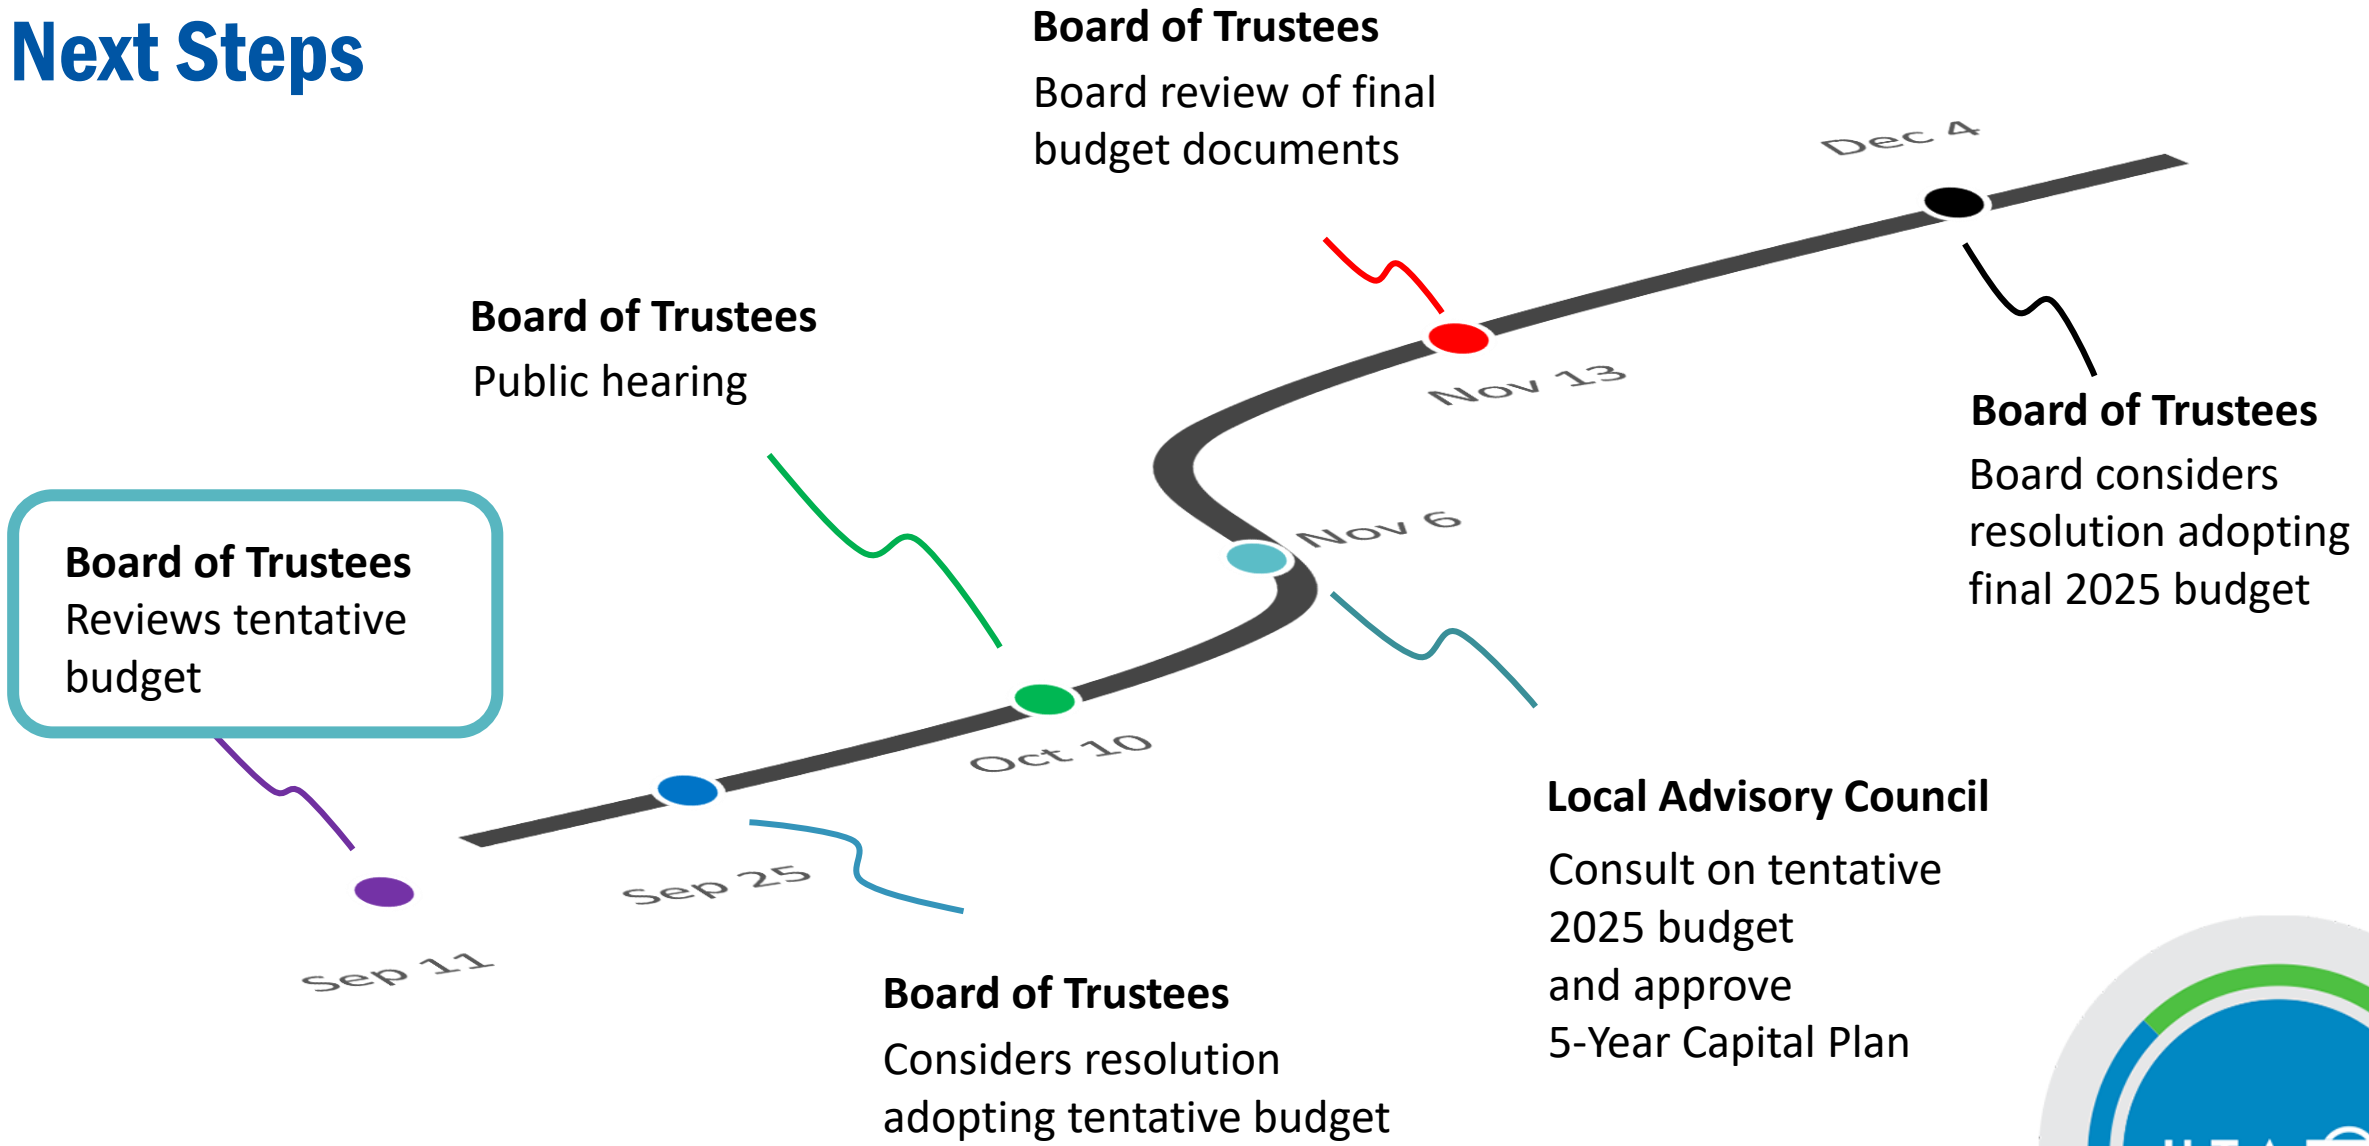 Next Steps
Board of Trustees
Reviews tentative
budget
Sep 11
Sep 25
Board of Trustees
Considers resolution
adopting tentative budget
Board of Trustees
Public hearing
Oct 10
Nov 6
Local Advisory Council
Consult on tentative
2025 budget
and approve
5-Year Capital Plan
Board of Trustees
Board review of final
budget documents
Nov 13
Dec 4
Board of Trustees
Board considers
resolution adopting
final 2025 budget